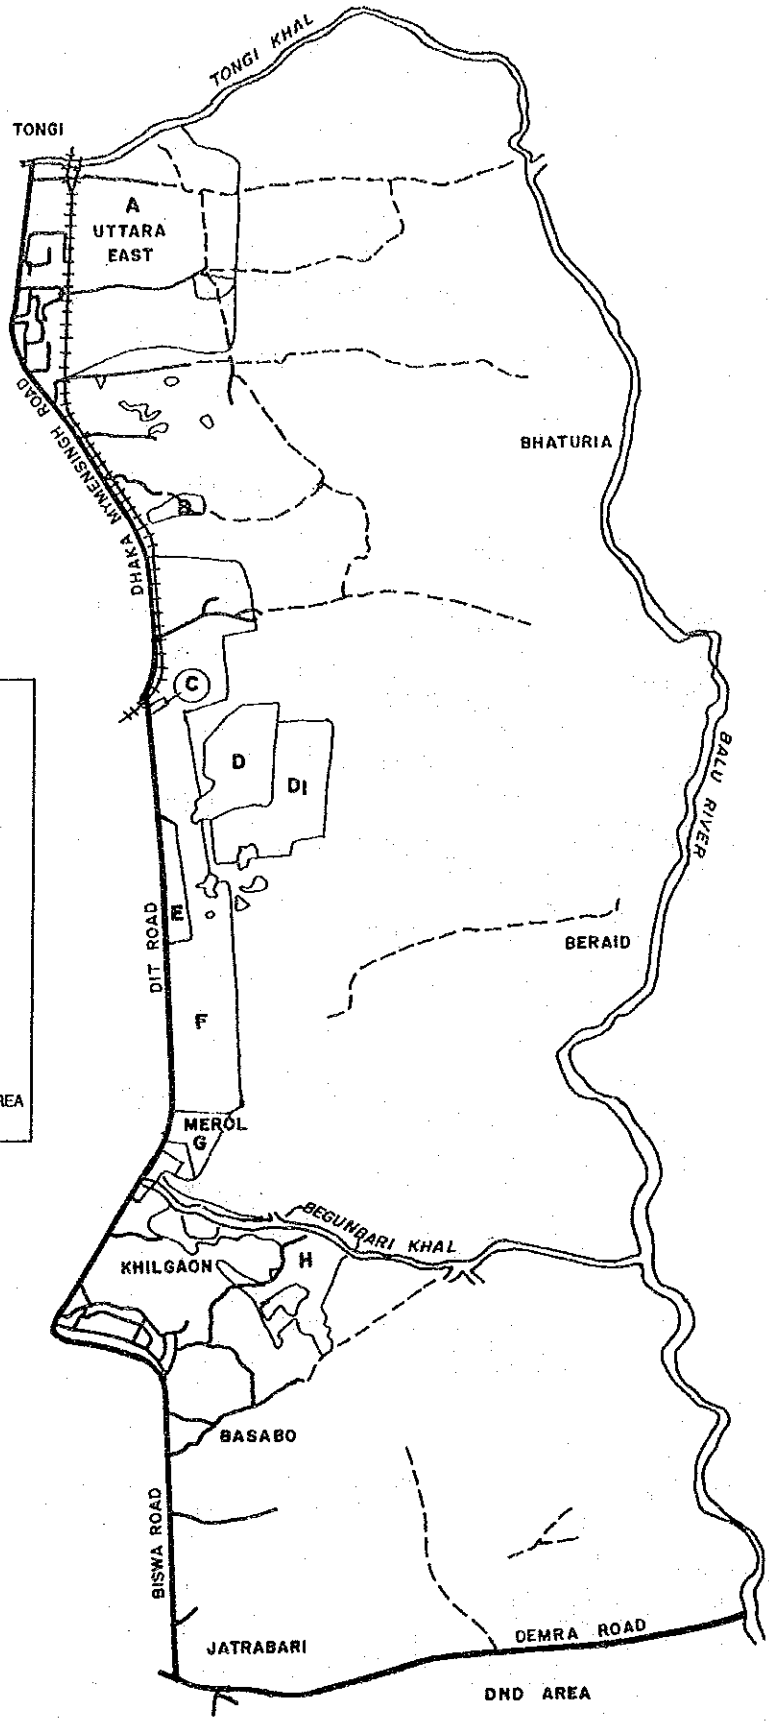 TONGI KHAL
TONGI
A
UTTARA
EAST
DHAKA MYMENSINGH ROAD
BHATURIA
B
C
D
D1
BALU RIVER
E
DIT ROAD
BERAID
F
REA
MEROL
G
BEGUNBARI KHAL
KHILGAON
H
BASABO
BISWA ROAD
JATRABARI
DEMRA ROAD
DND AREA